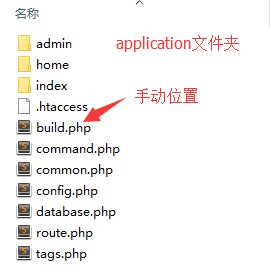 名称
admin
application文件夹
home
index
.htaccess
手动位置
build.php
command.php
common.php
config.php
database.php
route.php
tags.php